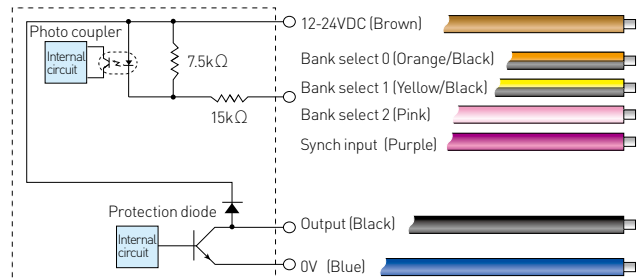 12-24VDC (Brown)
Photo coupler
Internal
circuit
7.5kΩ
Bank select 0 (Orange/Black)
Bank select 1 (Yellow/Black)
15kΩ
Bank select 2 (Pink)
Synch input (Purple)
Protection diode
Output (Black)
Internal
circuit
0V (Blue)